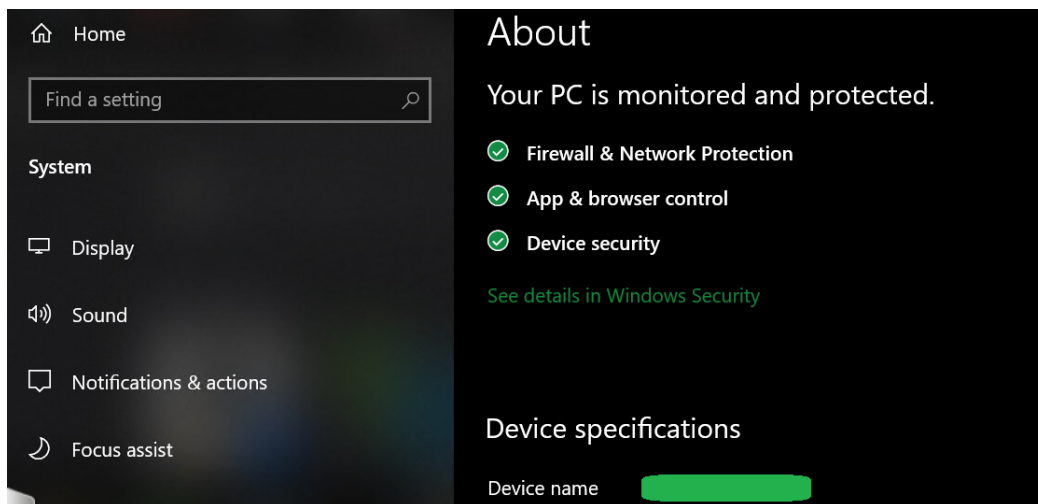 Home
Find a setting
System
Display
Sound
Notifications & actions
Focus assist
About
Your PC is monitored and protected.
Firewall & Network Protection
App & browser control
Device security
See details in Windows Security
Device specifications
Device name